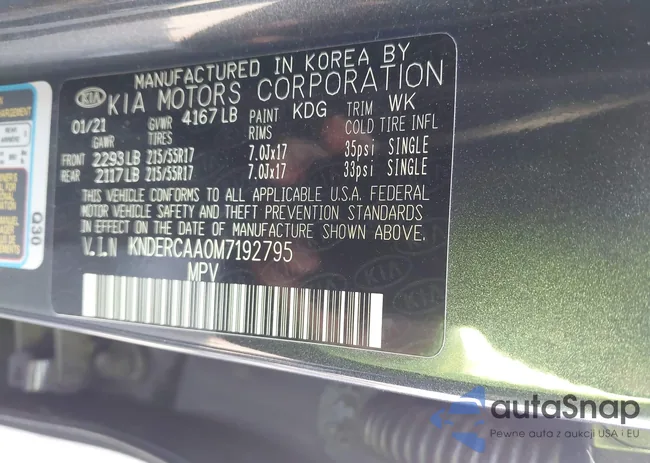 MANUFACTURED IN KOREA BY
KIA KIA MOTORS CORPORATION
01/21 GVWR 4167 LB PAINT KDG TRIM WK
GAWR TIRES RIMS COLD TIRE INFL
FRONT 2293 LB 215/55R17 7.0Jx17 35psi SINGLE
REAR 2117 LB 215/55R17 7.0Jx17 33psi SINGLE
THIS VEHICLE CONFORMS TO ALL APPLICABLE U.S.A. FEDERAL
MOTOR VEHICLE SAFETY AND THEFT PREVENTION STANDARDS
IN EFFECT ON THE DATE OF MANUFACTURE SHOWN ABOVE.
V.I.N KNDERCAA0M7192795
MPV
Q30
autoSnap
Pewne auta z aukcji USA i EU